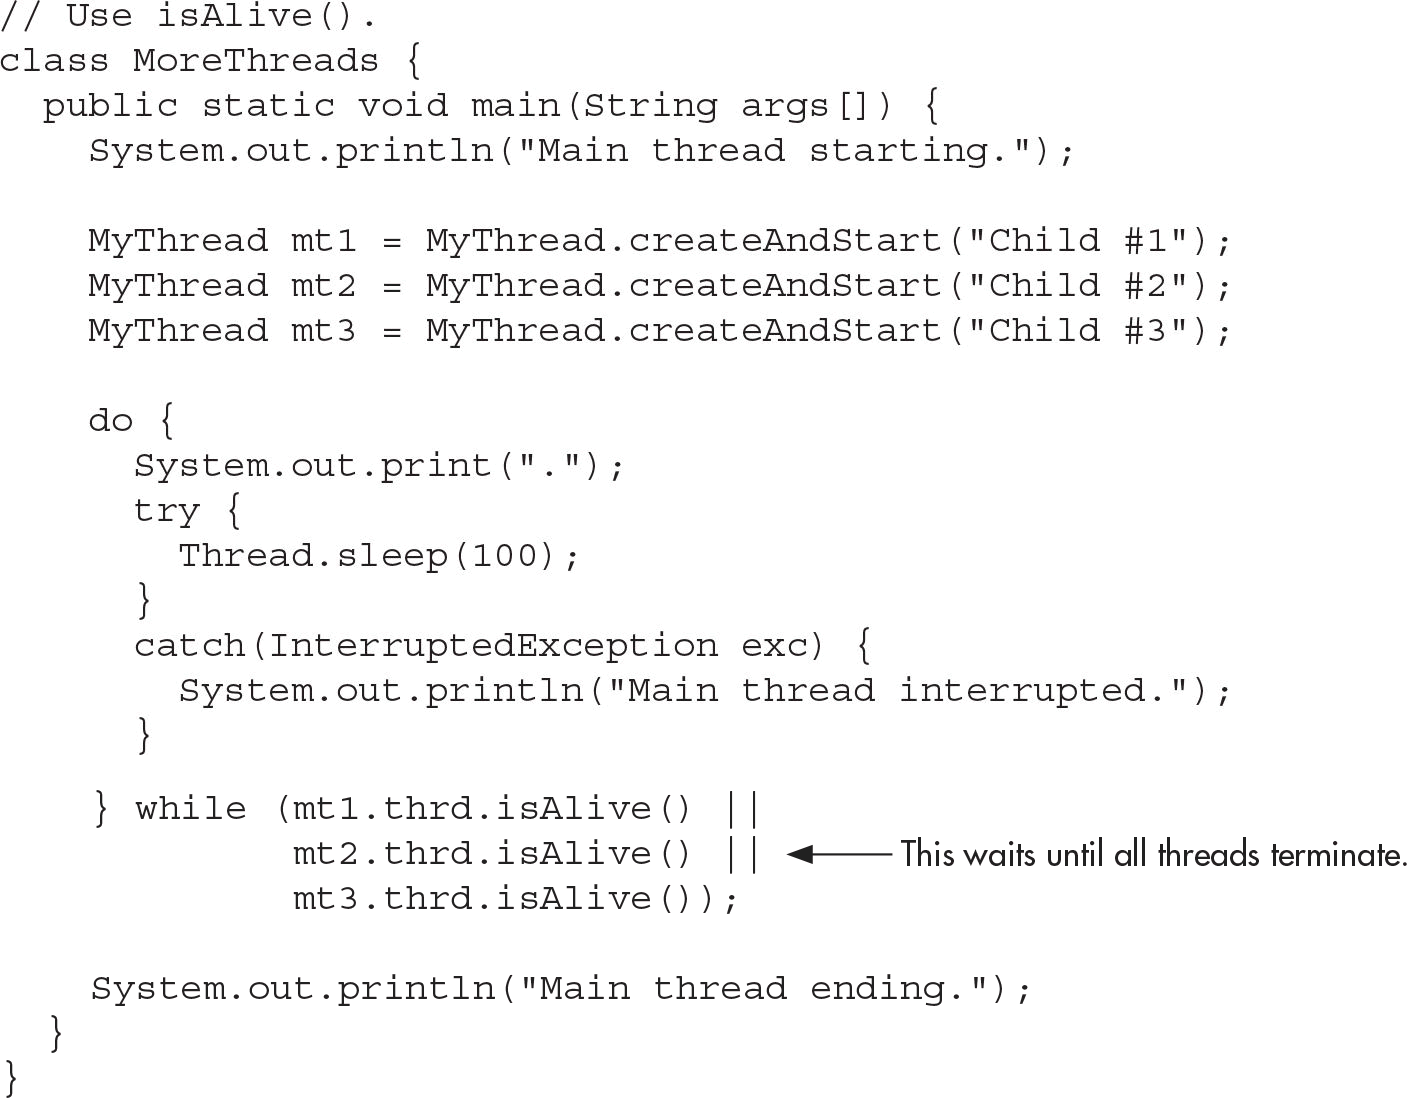 // Use isAlive().
class MoreThreads {
  public static void main(String args[]) {
    System.out.println("Main thread starting.");

    MyThread mt1 = MyThread.createAndStart("Child #1");
    MyThread mt2 = MyThread.createAndStart("Child #2");
    MyThread mt3 = MyThread.createAndStart("Child #3");

    do {
      System.out.print(".");
      try {
        Thread.sleep(100);
      }
      catch(InterruptedException exc) {
        System.out.println("Main thread interrupted.");
      }
    } while (mt1.thrd.isAlive() ||
             mt2.thrd.isAlive() || This waits until all threads terminate.
             mt3.thrd.isAlive());

    System.out.println("Main thread ending.");
  }
}